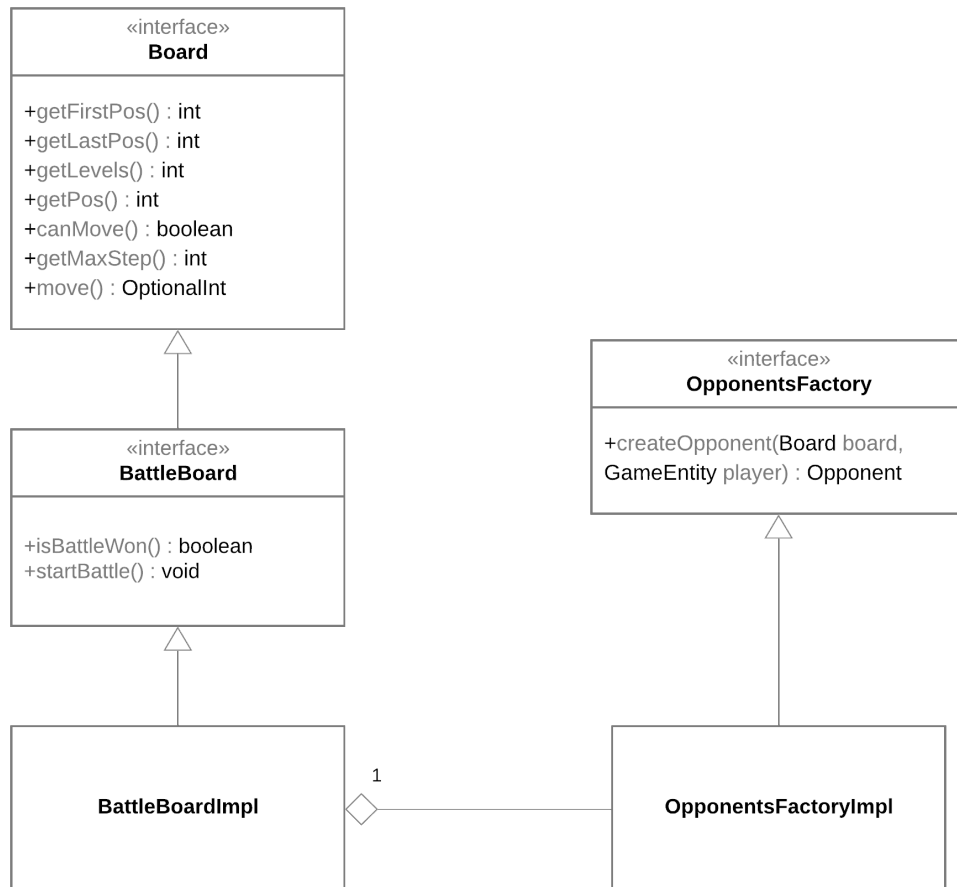 «interface»
Board
+getFirstPos() : int
+getLastPos() : int
+getLevels() : int
+getPos() : int
+canMove() : boolean
+getMaxStep() : int
+move() : OptionalInt
«interface»
OpponentsFactory
+createOpponent(Board board,
GameEntity player) : Opponent
«interface»
BattleBoard
+isBattleWon() : boolean
+startBattle() : void
BattleBoardImpl
1
OpponentsFactoryImpl